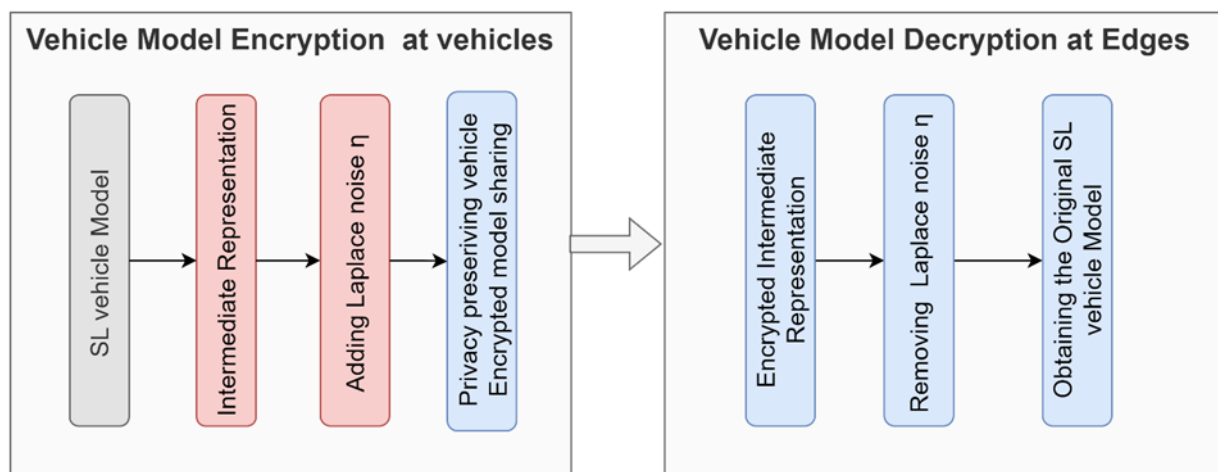 Vehicle Model Encryption at vehicles
SL vehicle Model
Intermediate Representation
Adding Laplace noise η
Privacy preseriving vehicle
Encrypted model sharing
Vehicle Model Decryption at Edges
Encrypted Intermediate
Representation
Removing Laplace noise η
Obtaining the Original SL
vehicle Model